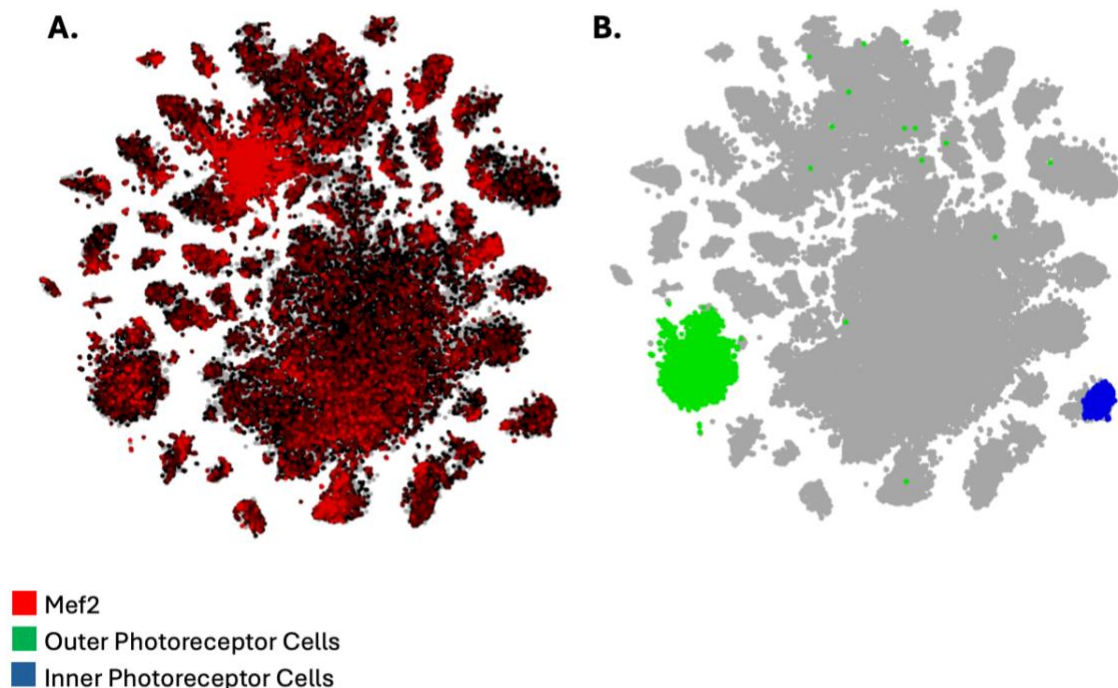 A.
B.
Mef2
Outer Photoreceptor Cells
Inner Photoreceptor Cells